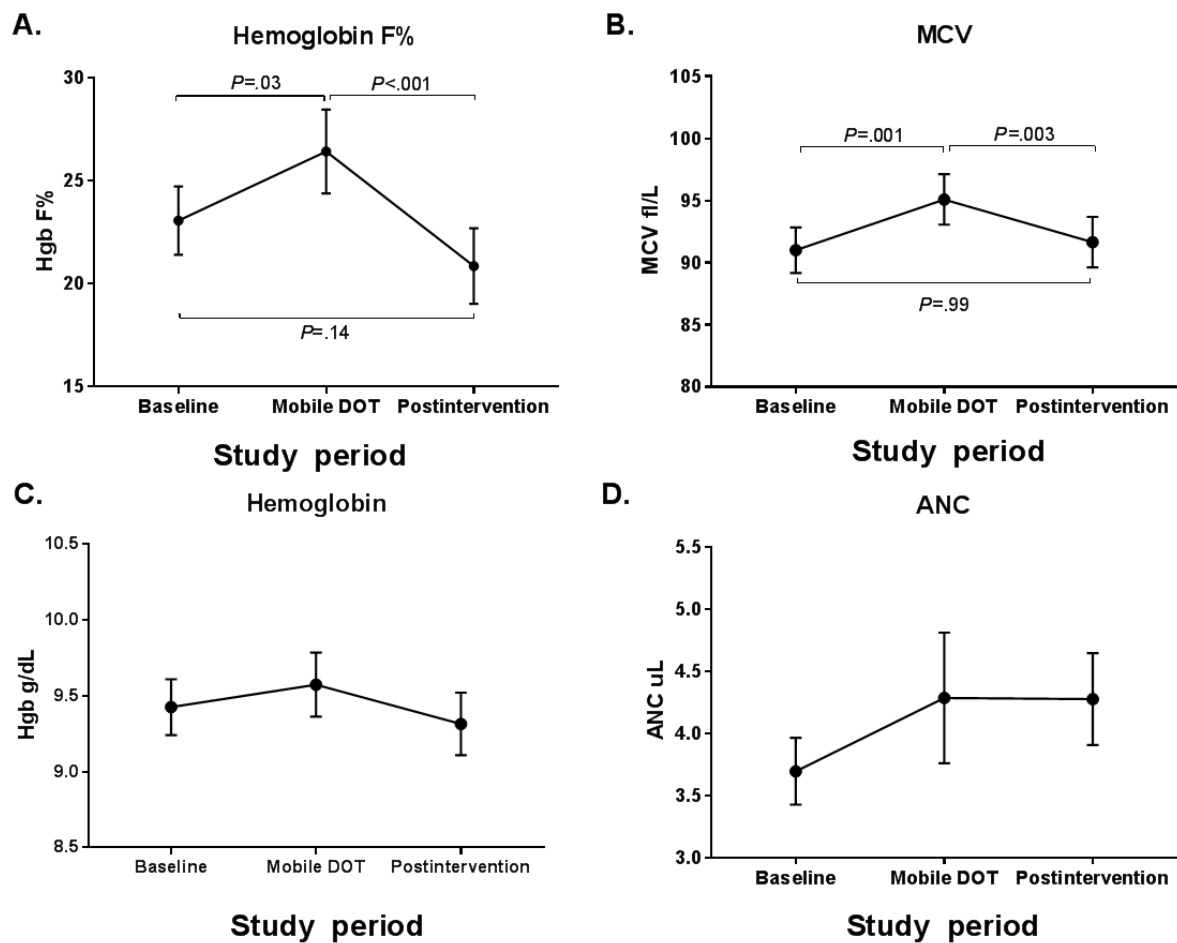 A.
Hemoglobin F%
P=.03
P<.001
30
25
20
15
Hgb F%
P=.14
Baseline Mobile DOT Postintervention
Study period
B.
MCV
105
100
95
90
85
80
MCV fl/L
P=.001
P=.003
P=.99
Baseline Mobile DOT Postintervention
Study period
C.
Hemoglobin
10.5
10.0
9.5
9.0
8.5
Hgb g/dL
Baseline Mobile DOT Postintervention
Study period
D.
ANC
5.5
5.0
4.5
4.0
3.5
3.0
ANC uL
Baseline Mobile DOT Postintervention
Study period